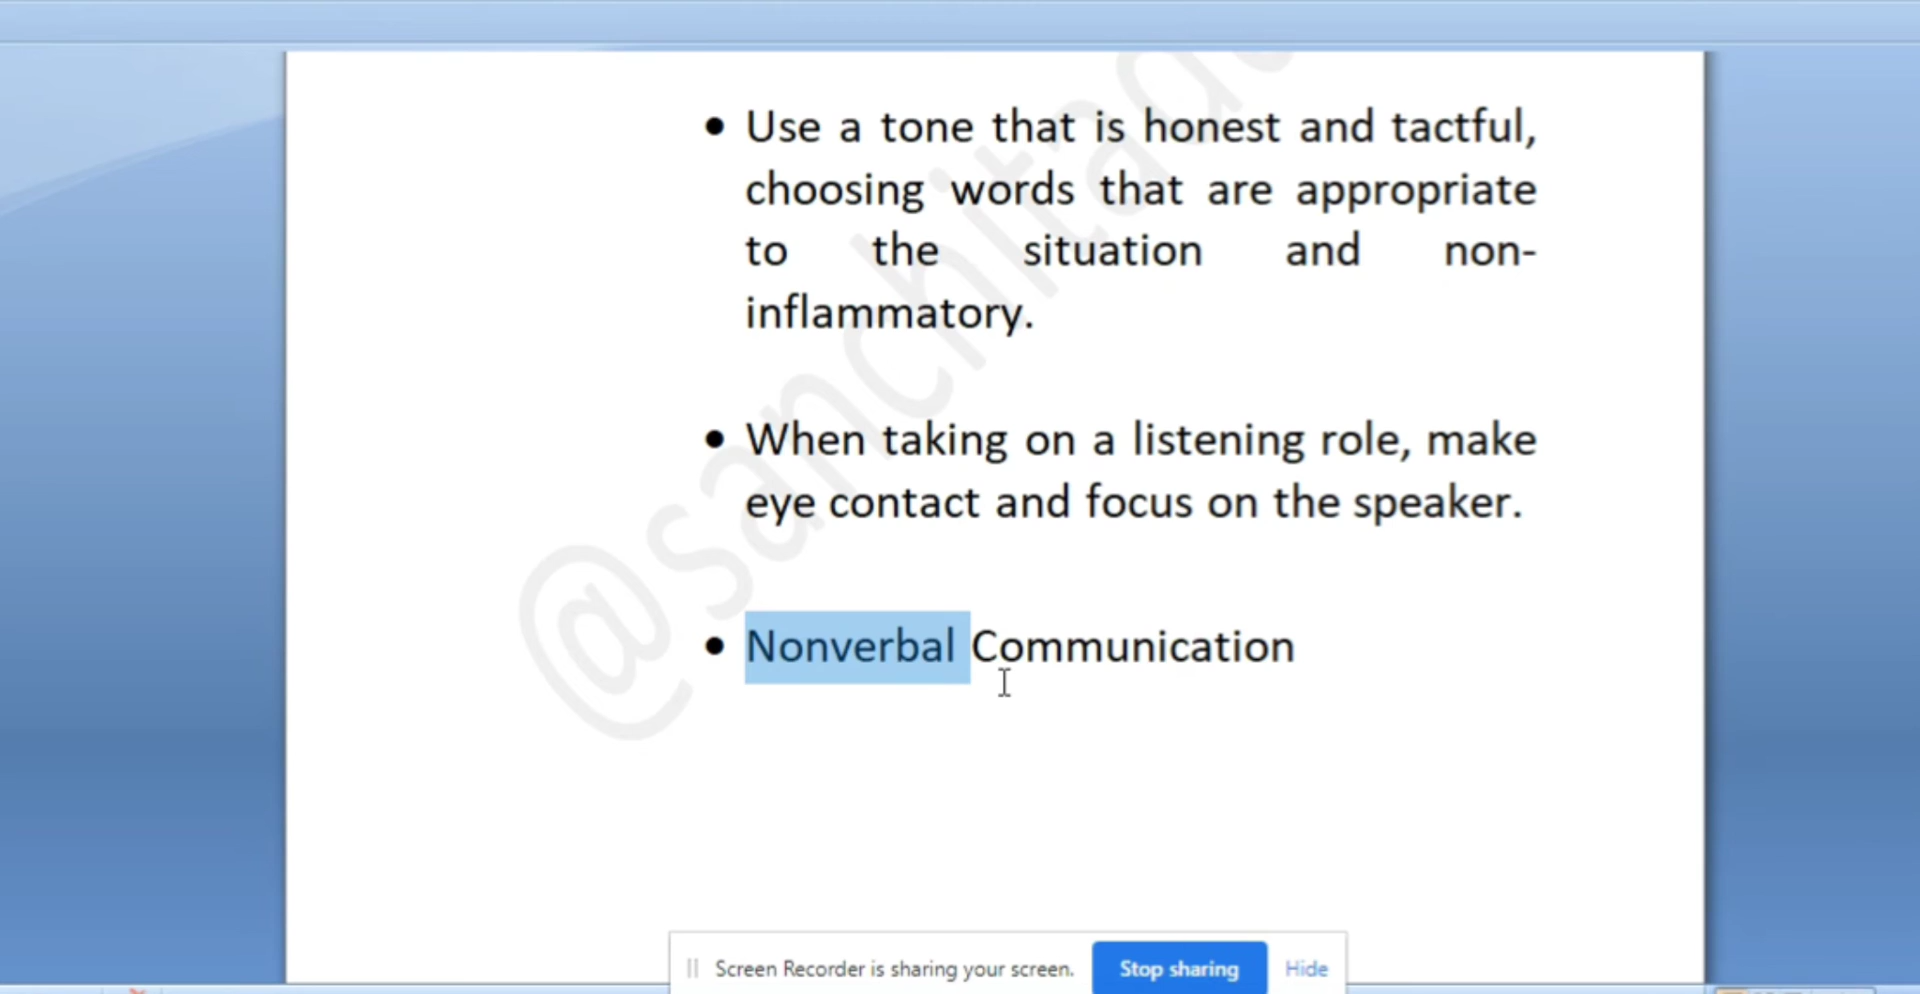 • Use a tone that is honest and tactful,
choosing words that are appropriate
to the situation and non-
inflammatory.
• When taking on a listening role, make
eye contact and focus on the speaker.
• Nonverbal Communication
Screen Recorder is sharing your screen. Stop sharing Hide